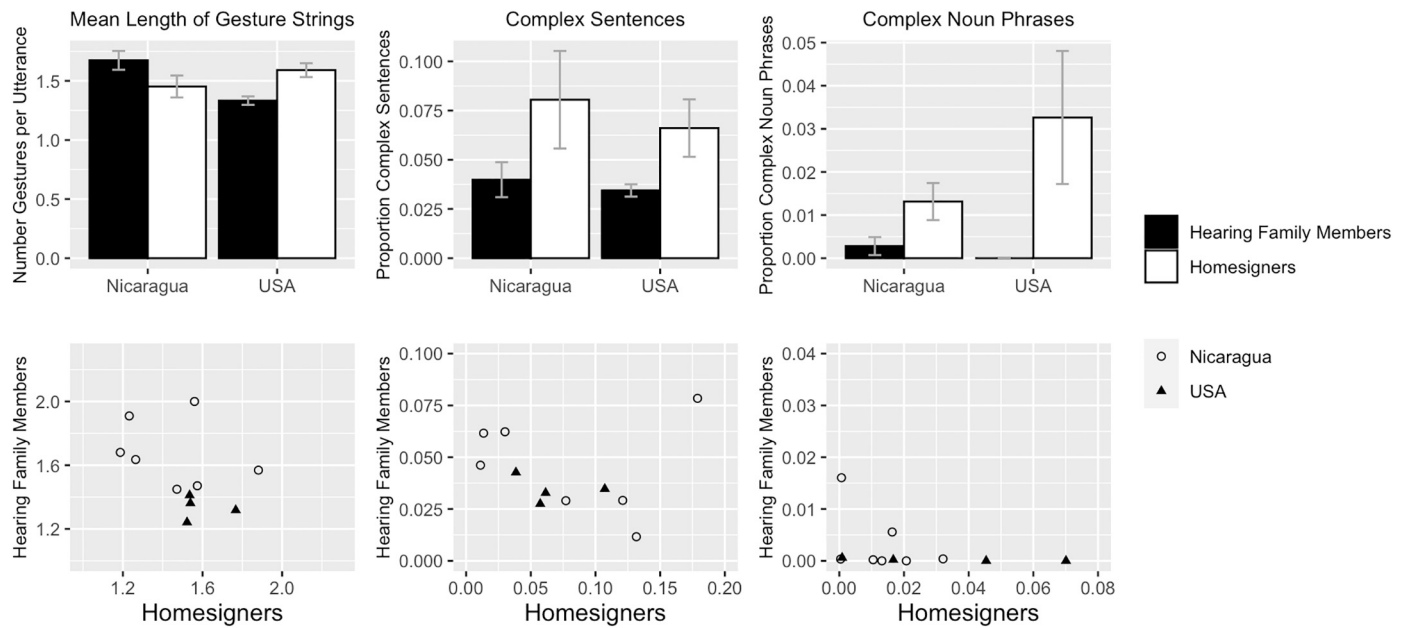 Mean Length of Gesture Strings
Number Gestures per Utterance
1.5
1.0
0.5
0.0
Nicaragua USA
Complex Sentences
Proportion Complex Sentences
0.100
0.075
0.050
0.025
0.000
Nicaragua USA
Complex Noun Phrases
Proportion Complex Noun Phrases
0.05
0.04
0.03
0.02
0.01
0.00
Nicaragua USA
Hearing Family Members
Homesigners
Hearing Family Members
2.0
1.6
1.2
1.2 1.6 2.0
Homesigners
Hearing Family Members
0.100
0.075
0.050
0.025
0.000
0.00 0.05 0.10 0.15 0.20
Homesigners
Hearing Family Members
0.04
0.03
0.02
0.01
0.00
0.00 0.02 0.04 0.06 0.08
Homesigners
Nicaragua
USA